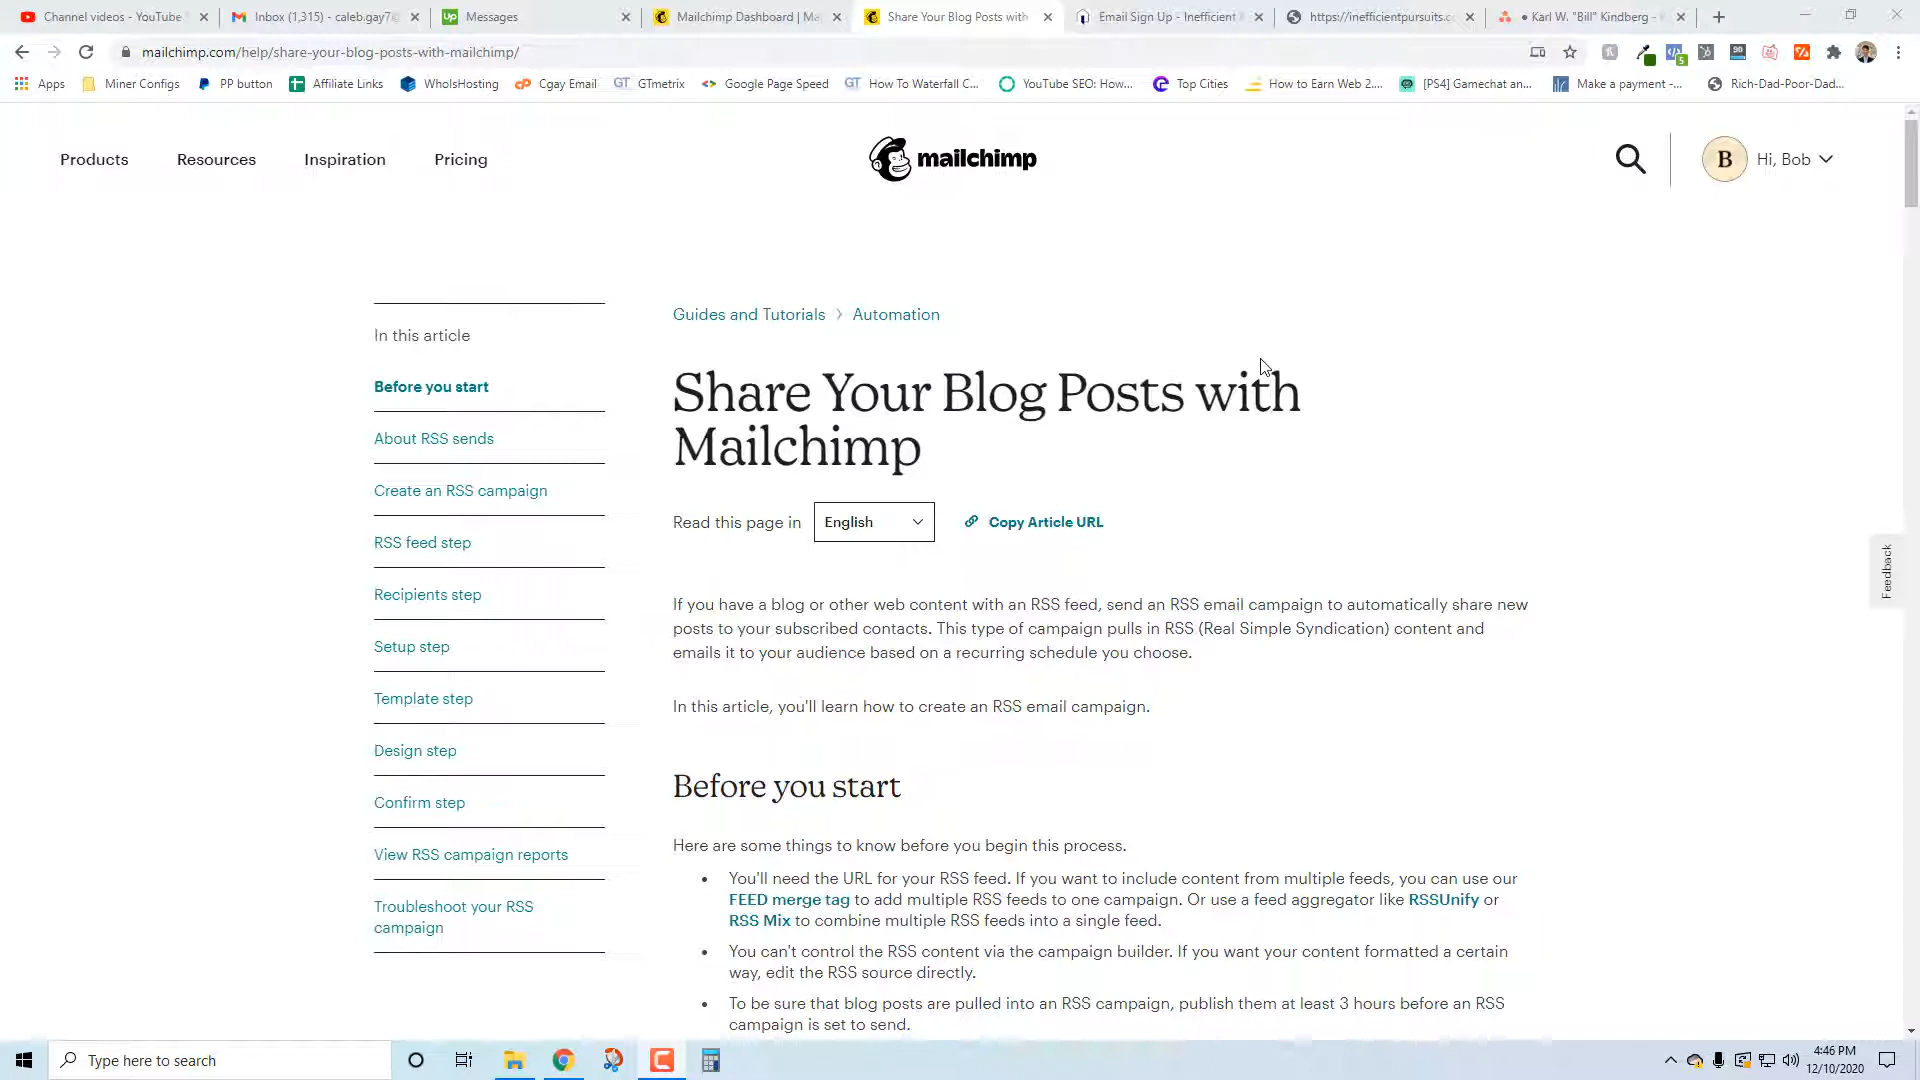 Channel videos - YouTube
Inbox (1,315) - caleb.gay7@
Messages
Mailchimp Dashboard | Ma
Share Your Blog Posts with
Email Sign Up - Inefficient
https://inefficientpursuits.c
● Karl W. "Bill" Kindberg -
mailchimp.com/help/share-your-blog-posts-with-mailchimp/
Apps
Miner Configs
PP button
Affiliate Links
WhoIsHosting
Cgay Email
GTmetrix
Google Page Speed
How To Waterfall C...
YouTube SEO: How...
Top Cities
How to Earn Web 2....
[PS4] Gamechat an...
Make a payment -...
Rich-Dad-Poor-Dad...
Products
Resources
Inspiration
Pricing
mailchimp
B
Hi, Bob
In this article
Before you start
About RSS sends
Create an RSS campaign
RSS feed step
Recipients step
Setup step
Template step
Design step
Confirm step
View RSS campaign reports
Troubleshoot your RSS
campaign
Guides and Tutorials > Automation
Share Your Blog Posts with
Mailchimp
Read this page in
English
Copy Article URL
If you have a blog or other web content with an RSS feed, send an RSS email campaign to automatically share new
posts to your subscribed contacts. This type of campaign pulls in RSS (Real Simple Syndication) content and
emails it to your audience based on a recurring schedule you choose.
In this article, you'll learn how to create an RSS email campaign.
Before you start
Here are some things to know before you begin this process.
• You'll need the URL for your RSS feed. If you want to include content from multiple feeds, you can use our
FEED merge tag to add multiple RSS feeds to one campaign. Or use a feed aggregator like RSSUnify or
RSS Mix to combine multiple RSS feeds into a single feed.
• You can't control the RSS content via the campaign builder. If you want your content formatted a certain
way, edit the RSS source directly.
• To be sure that blog posts are pulled into an RSS campaign, publish them at least 3 hours before an RSS
campaign is set to send.
Feedback
Type here to search
4:46 PM
12/10/2020